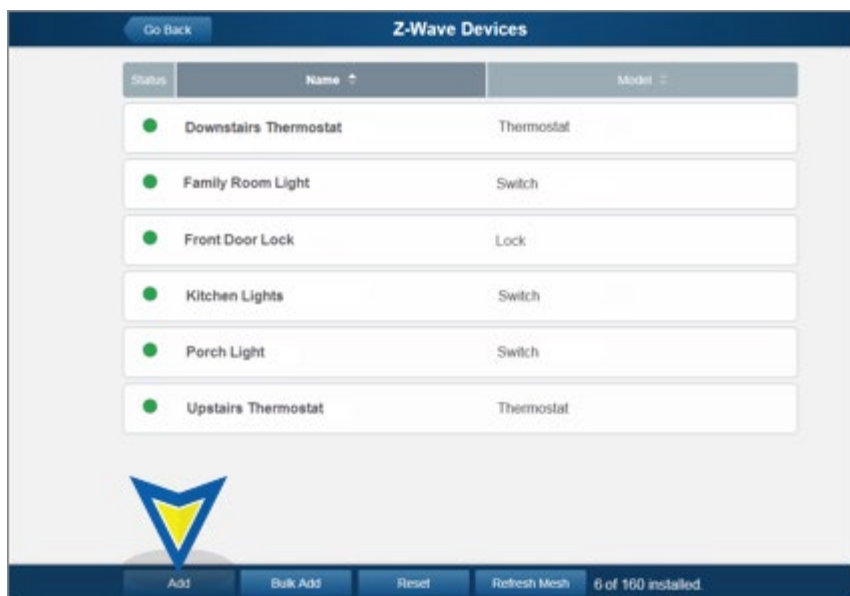 Go Back Z-Wave Devices
Status Name Model
Downstairs Thermostat Thermostat
Family Room Light Switch
Front Door Lock Lock
Kitchen Lights Switch
Porch Light Switch
Upstairs Thermostat Thermostat
Add Bulk Add Reset Refresh Mesh 6 of 160 installed.